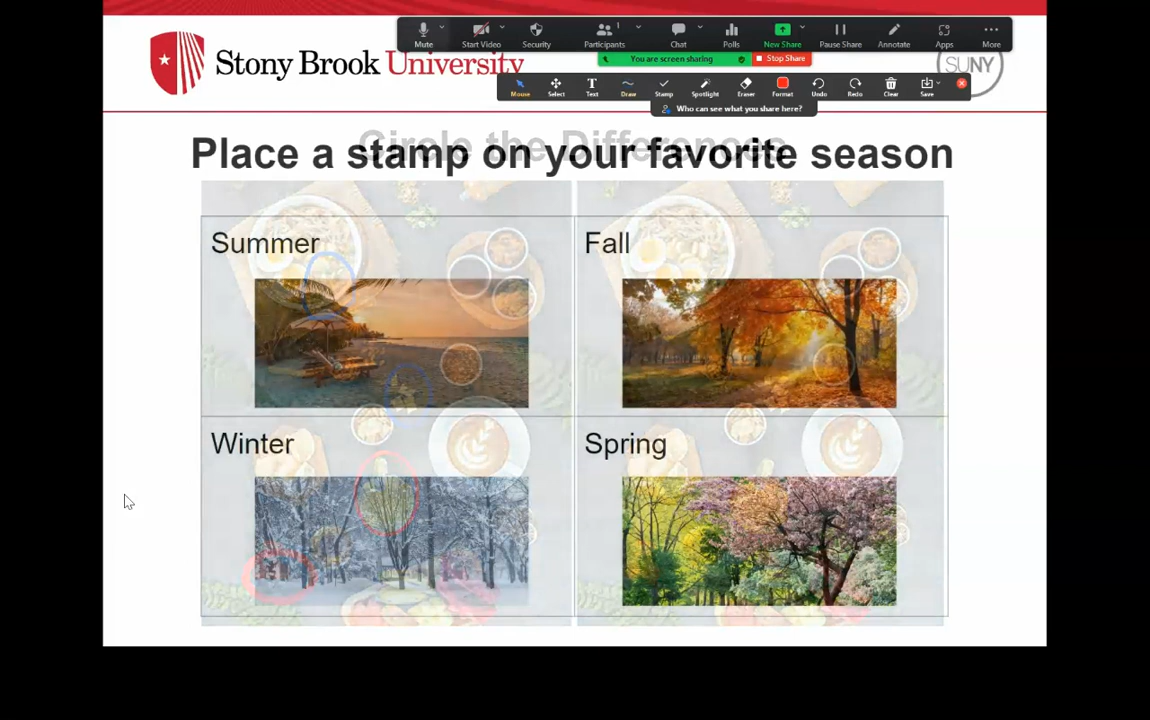 Mute
Start Video
Security
Participants
1
Chat
Polls
New Share
Pause Share
Annotate
Apps
More
You are screen sharing
Stop Share
Stony Brook University
SUNY
Mouse
Select
Text
Draw
Stamp
Spotlight
Eraser
Format
Undo
Redo
Clear
Save
Who can see what you share here?
Circle the Differences
Place a stamp on your favorite season
Summer
Fall
Winter
Spring